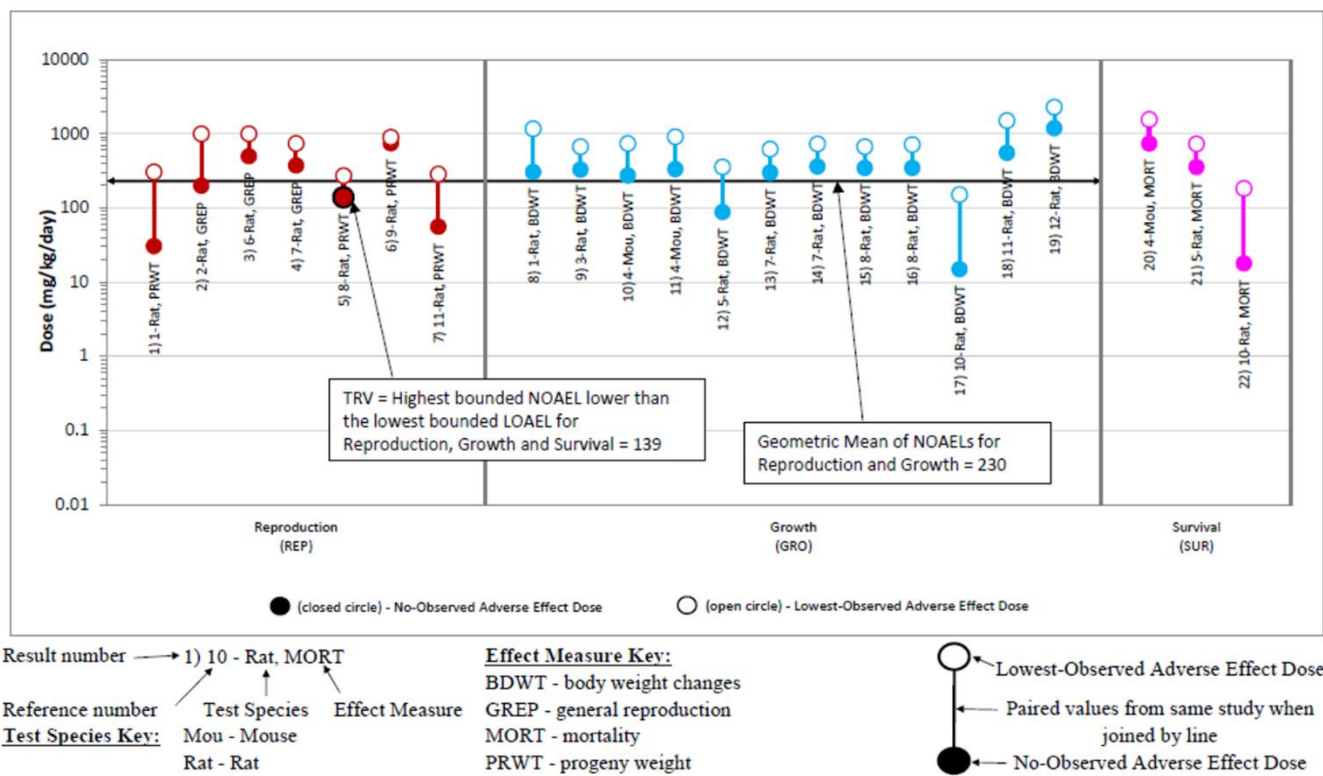 10000
1000
100
10
1
0.1
0.01
Dose (mg/kg/day)
1) 1-Rat, PRWT
2) 2-Rat, GREP
3) 6-Rat, GREP
4) 7-Rat, GREP
5) 8-Rat, PRWT
6) 9-Rat, PRWT
7) 11-Rat, PRWT
8) 1-Rat, BDWT
9) 3-Rat, BDWT
10) 4-Mou, BDWT
11) 4-Mou, BDWT
12) 5-Rat, BDWT
13) 7-Rat, BDWT
14) 7-Rat, BDWT
15) 8-Rat, BDWT
16) 8-Rat, BDWT
17) 10-Rat, BDWT
18) 11-Rat, BDWT
19) 12-Rat, BDWT
20) 4-Mou, MORT
21) 5-Rat, MORT
22) 10-Rat, MORT
TRV = Highest bounded NOAEL lower than
the lowest bounded LOAEL for
Reproduction, Growth and Survival = 139
Geometric Mean of NOAELs for
Reproduction and Growth = 230
Reproduction
(REP)
Growth
(GRO)
Survival
(SUR)
(closed circle) - No-Observed Adverse Effect Dose
(open circle) - Lowest-Observed Adverse Effect Dose
Result number
1) 10 - Rat, MORT
Reference number
Test Species
Effect Measure
Test Species Key:
Mou - Mouse
Rat - Rat
Effect Measure Key:
BDWT - body weight changes
GREP - general reproduction
MORT - mortality
PRWT - progeny weight
Lowest-Observed Adverse Effect Dose
Paired values from same study when
joined by line
No-Observed Adverse Effect Dose